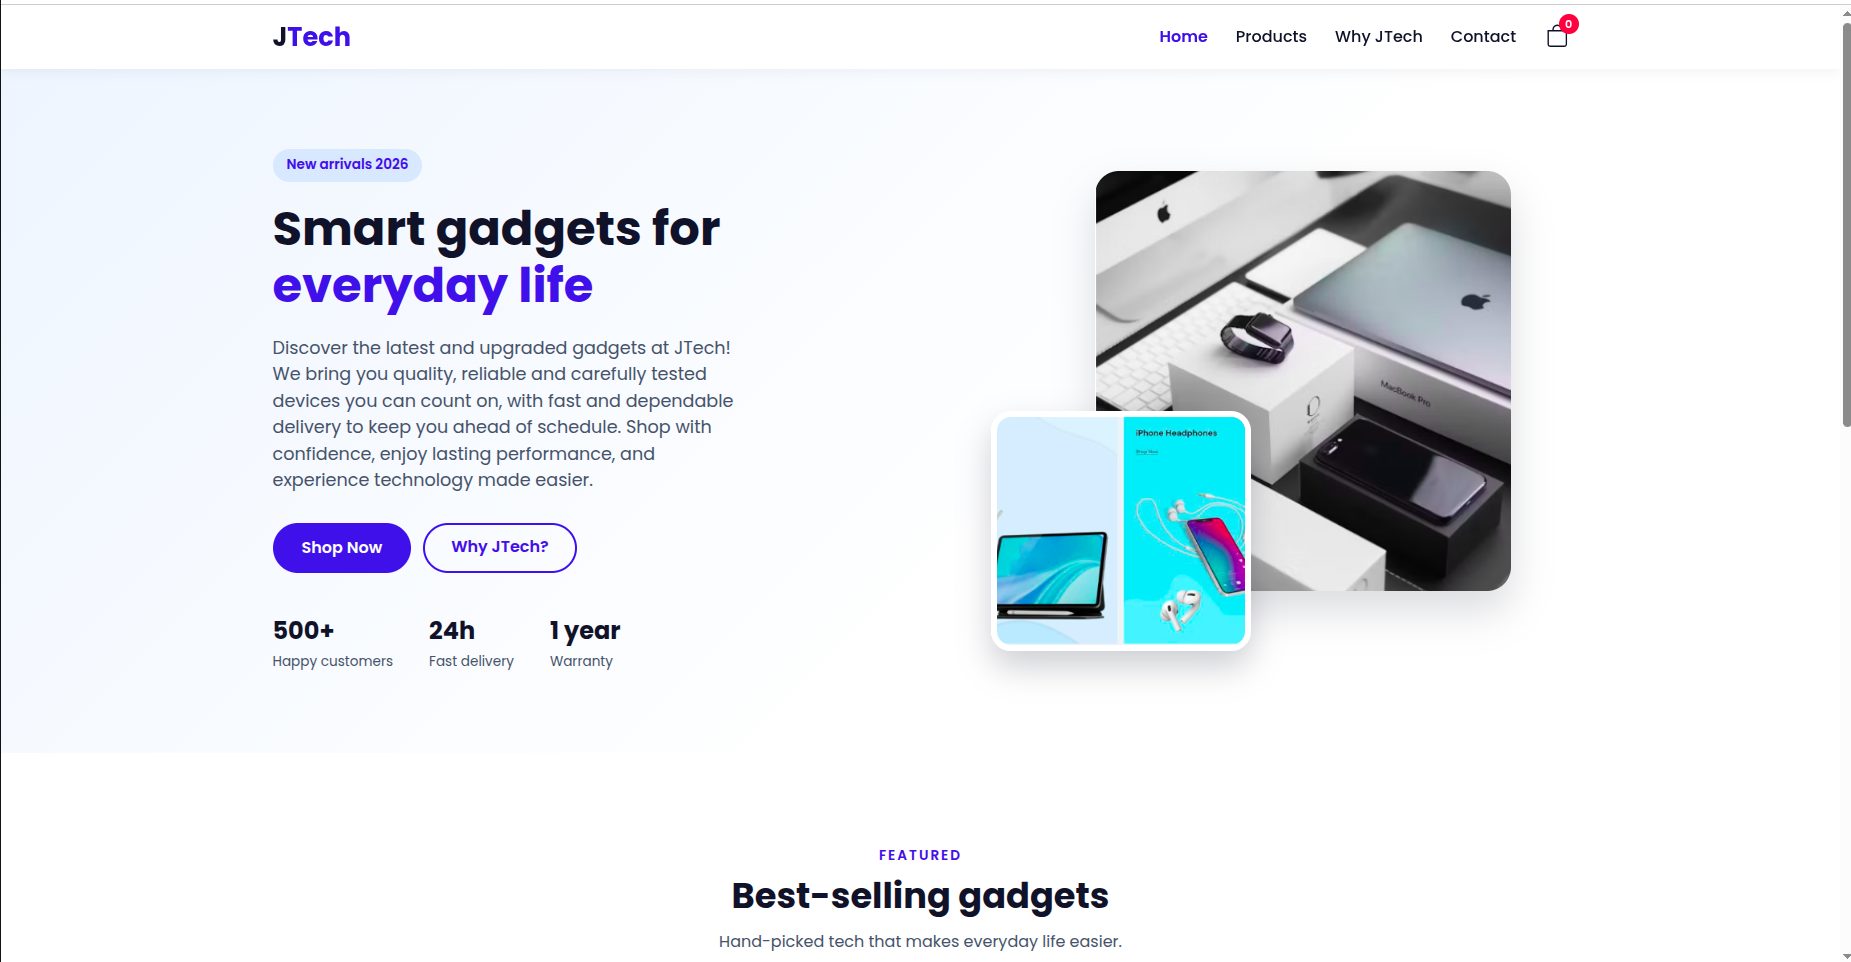 JTech
Home Products Why JTech Contact 0
New arrivals 2026
Smart gadgets for
everyday life
Discover the latest and upgraded gadgets at JTech!
We bring you quality, reliable and carefully tested
devices you can count on, with fast and dependable
delivery to keep you ahead of schedule. Shop with
confidence, enjoy lasting performance, and
experience technology made easier.
Shop Now Why JTech?
500+ 24h 1 year
Happy customers Fast delivery Warranty
MacBook Pro
iPhone Headphones
Shop Now
FEATURED
Best-selling gadgets
Hand-picked tech that makes everyday life easier.